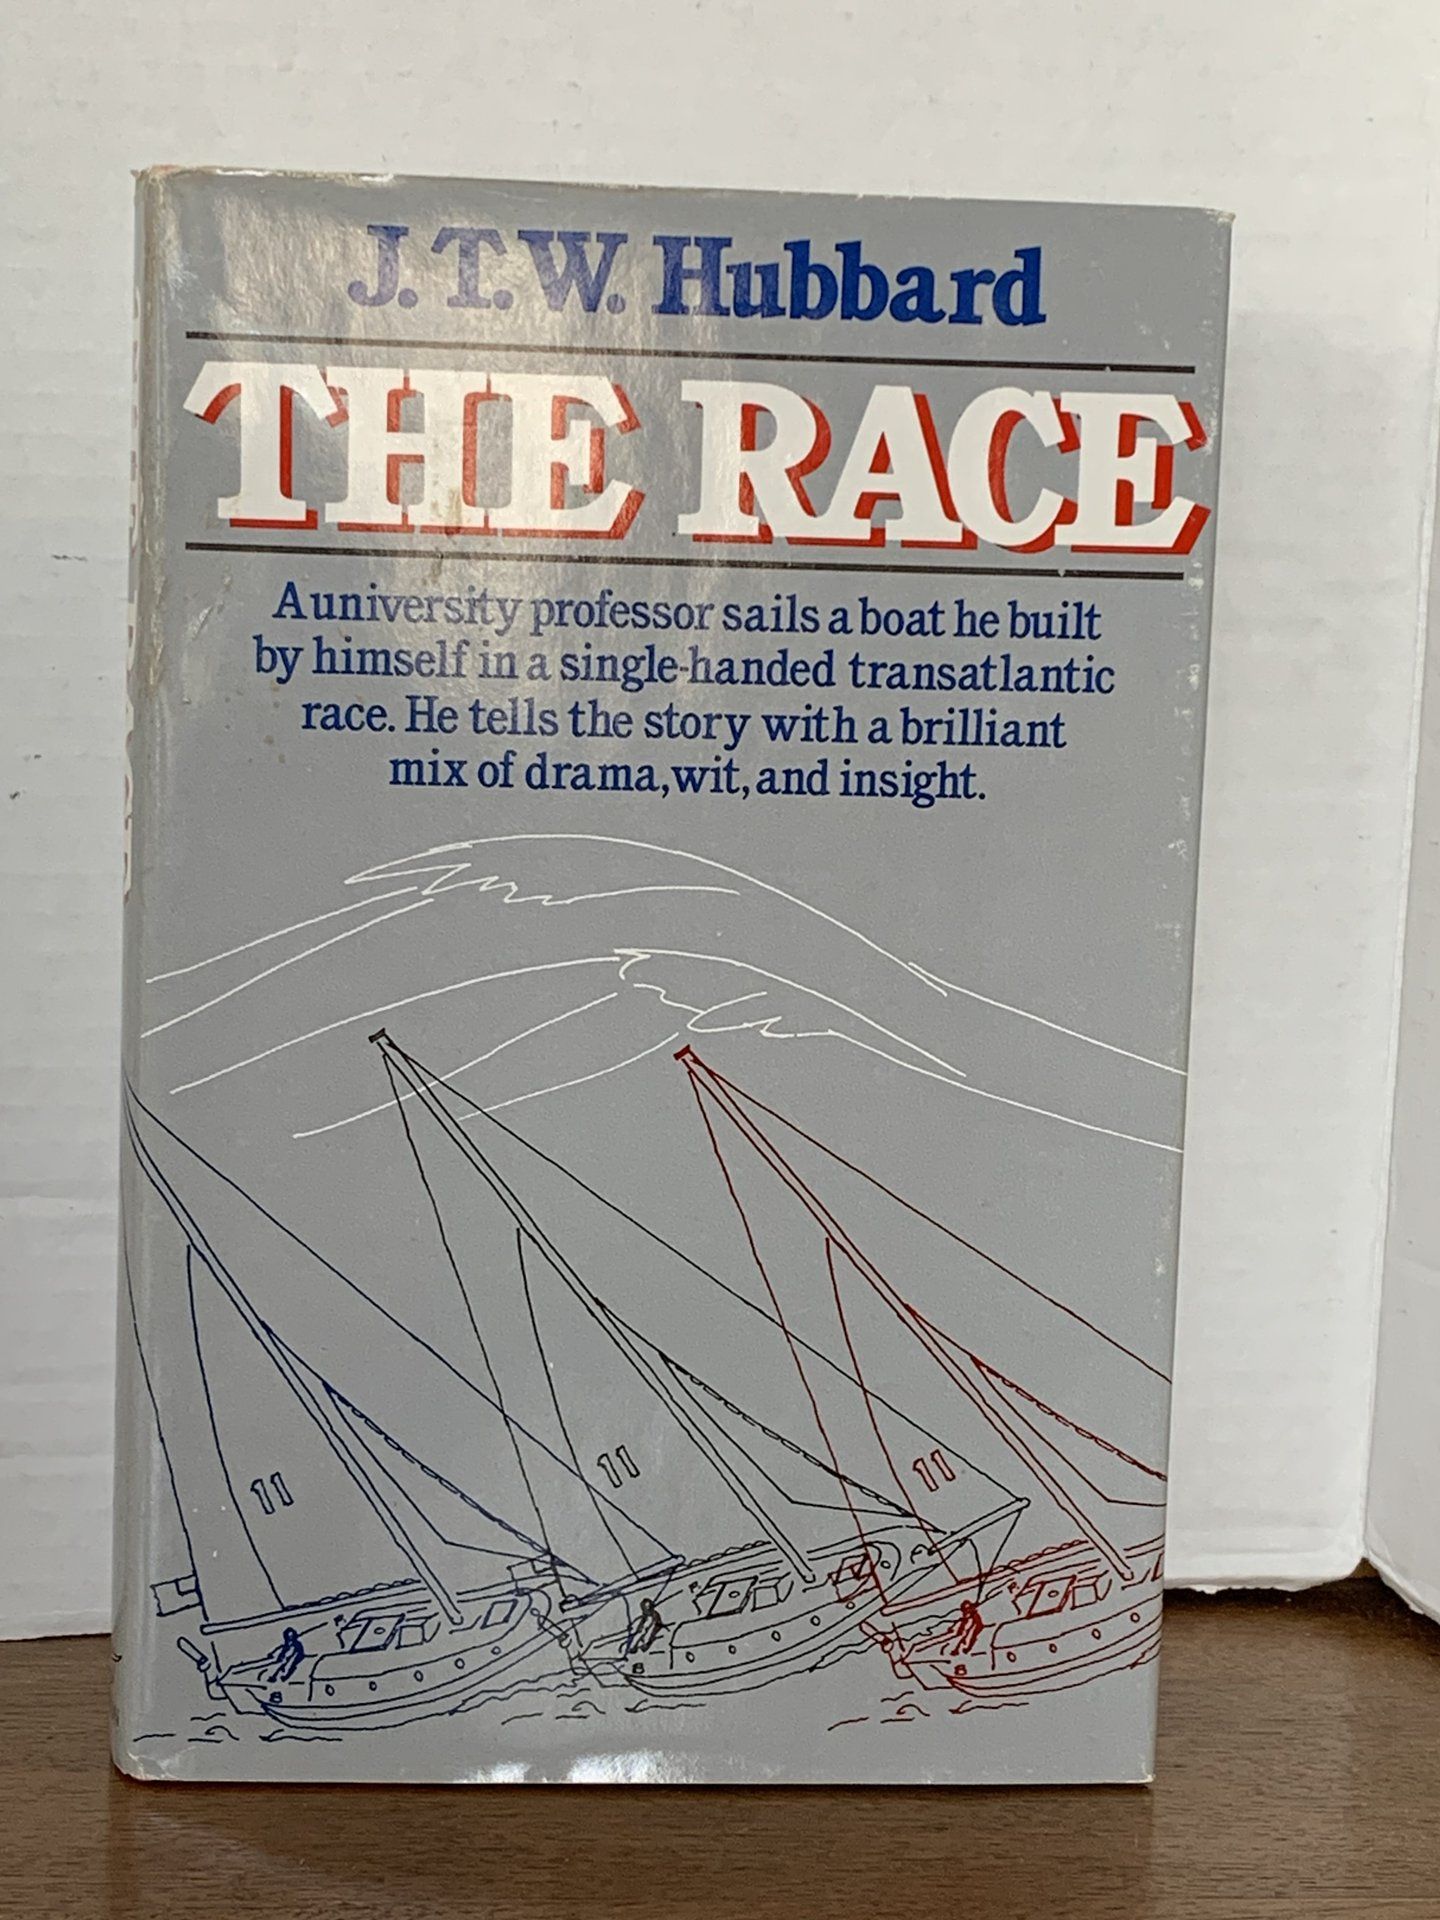 J.T.W. Hubbard
THE RACE
A university professor sails a boat he built
by himself in a single-handed transatlantic
race. He tells the story with a brilliant
mix of drama, wit, and insight.
11
11
11